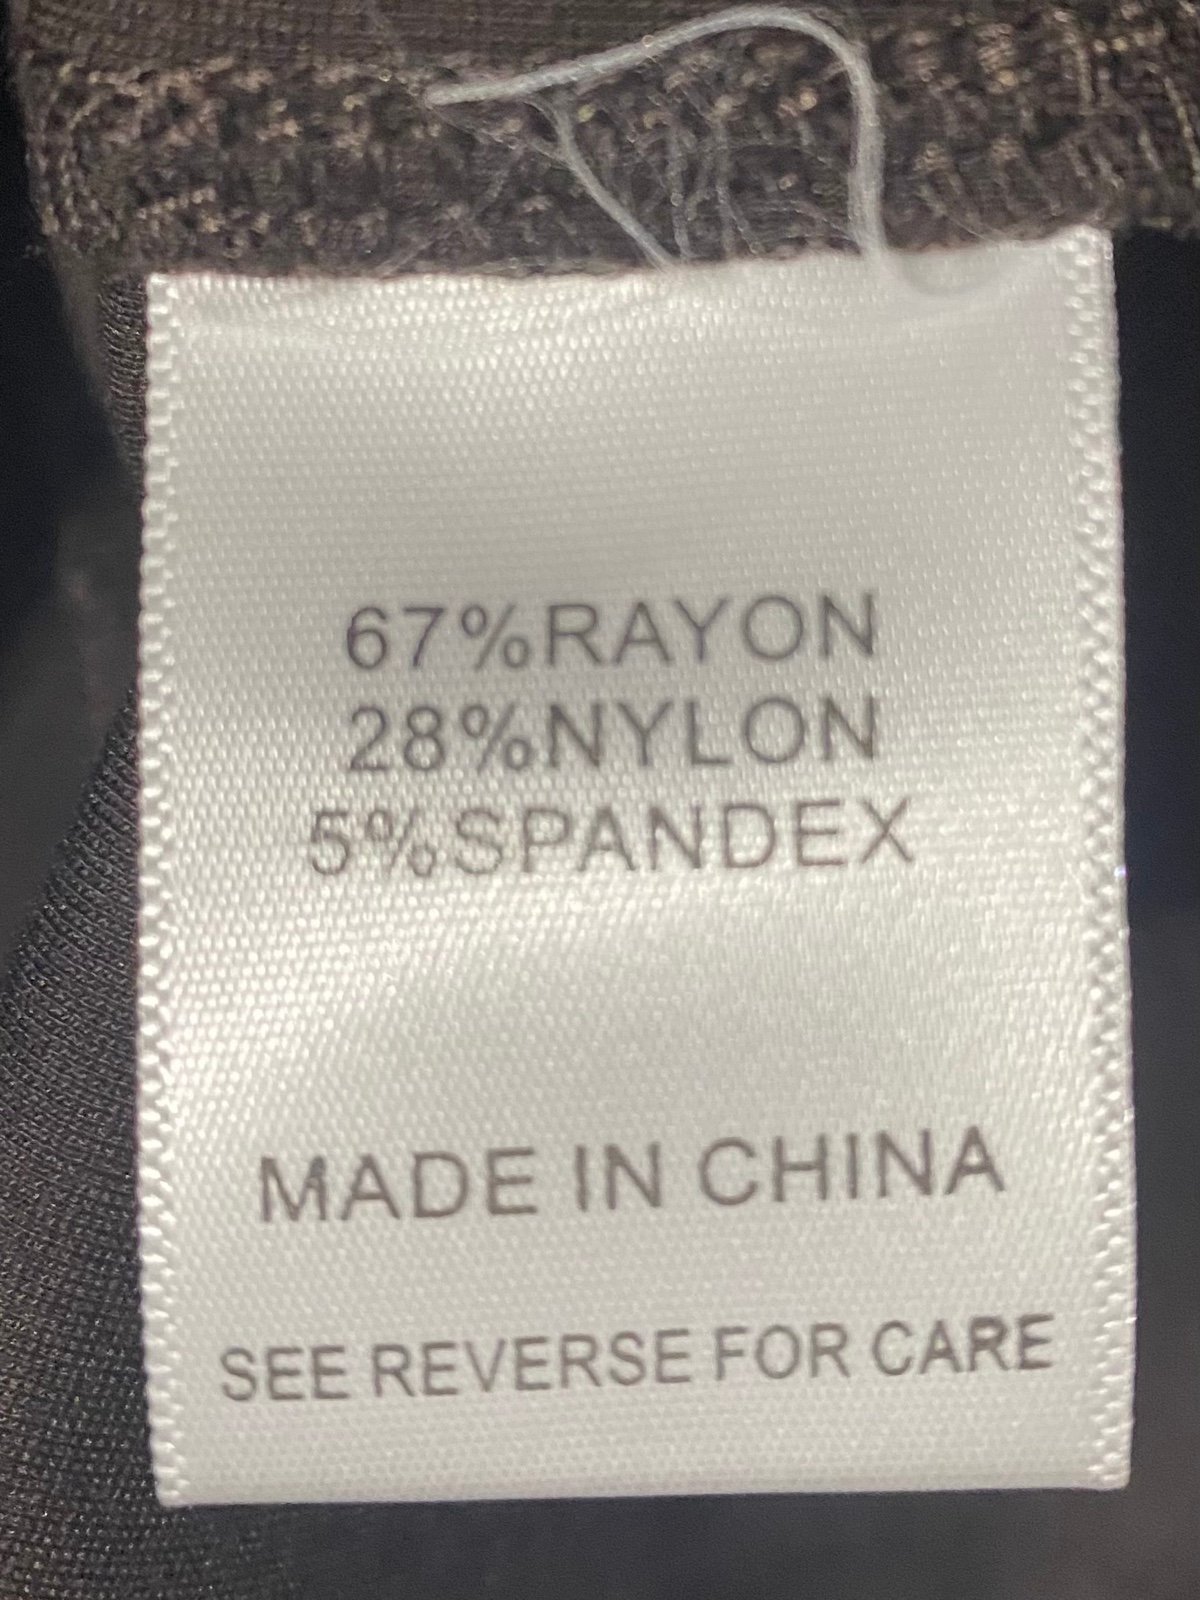 67%RAYON
28%NYLON
5%SPANDEX
MADE IN CHINA
SEE REVERSE FOR CARE